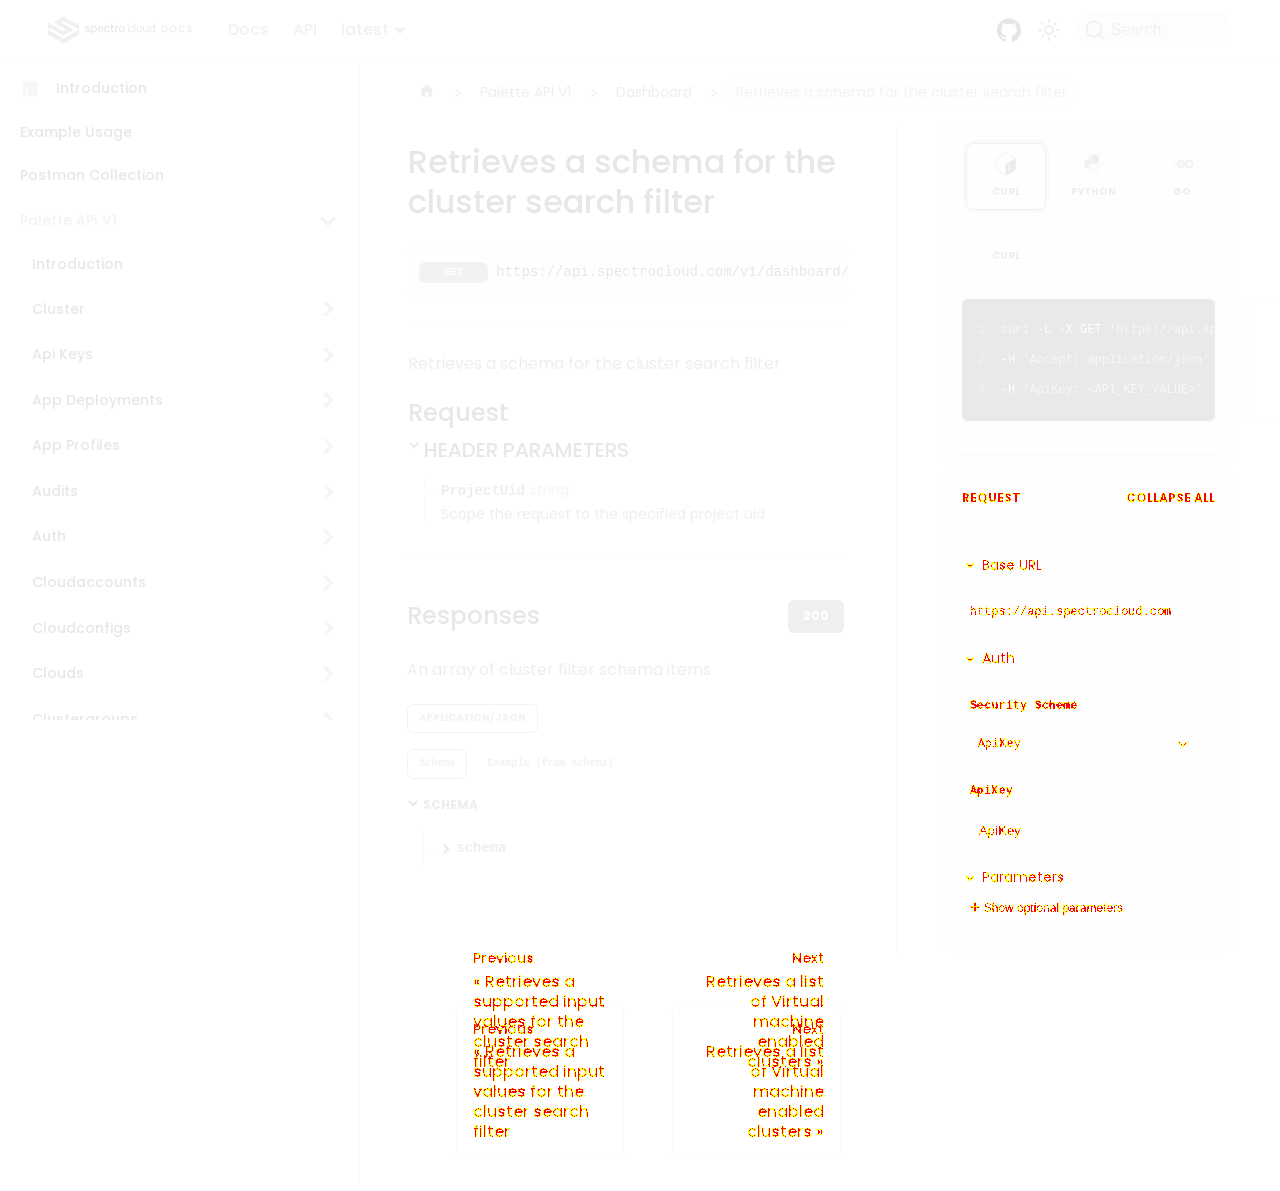 spectro cloud DOCS
Docs API latest
Search
Introduction
Example Usage
Postman Collection
Palette API V1
Introduction
Cluster
Api Keys
App Deployments
App Profiles
Audits
Auth
Cloudaccounts
Cloudconfigs
Clouds
Clustergroups
Palette API V1 Dashboard Retrieves a schema for the cluster search filter
Retrieves a schema for the
cluster search filter
GET https://api.spectrocloud.com/v1/dashboard/
Retrieves a schema for the cluster search filter
Request
HEADER PARAMETERS
ProjectUid string
Scope the request to the specified project uid
Responses
200
An array of cluster filter schema items
APPLICATION/JSON
Schema Example (from schema)
SCHEMA
schema
Previous
« Retrieves a
supported input
values for the
cluster search
filter
Previous
« Retrieves a
supported input
values for the
cluster search
filter
Next
Retrieves a list
of Virtual
machine
enabled
clusters »
Next
Retrieves a list
of Virtual
machine
enabled
clusters »
CURL PYTHON GO
CURL
1 curl -L -X GET 'https://api.sp
2 -H 'Accept: application/json'
3 -H 'ApiKey: <API_KEY_VALUE>'
REQUEST COLLAPSE ALL
Base URL
https://api.spectrocloud.com
Auth
Security Scheme
ApiKey
ApiKey
ApiKey
Parameters
Show optional parameters